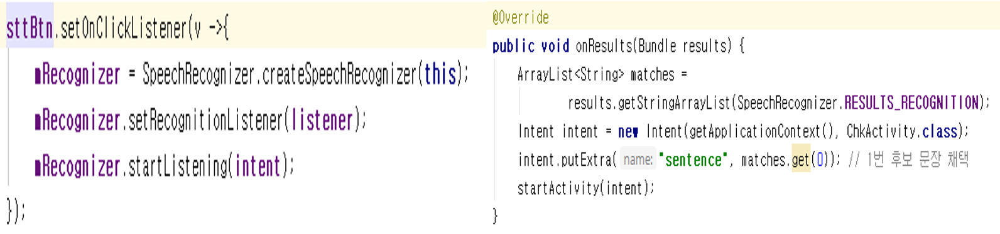 sttBtn.setOnClickListener(v ->{
mRecognizer = SpeechRecognizer.createSpeechRecognizer(this);
mRecognizer.setRecognitionListener(listener);
mRecognizer.startListening(intent);
});
@Override
public void onResults(Bundle results) {
ArrayList<String> matches =
results.getStringArrayList(SpeechRecognizer.RESULTS_RECOGNITION);
Intent intent = new Intent(getApplicationContext(), ChkActivity.class);
intent.putExtra( name: "sentence", matches.get(0)); // 1번 후보 문장 채택
startActivity(intent);
}